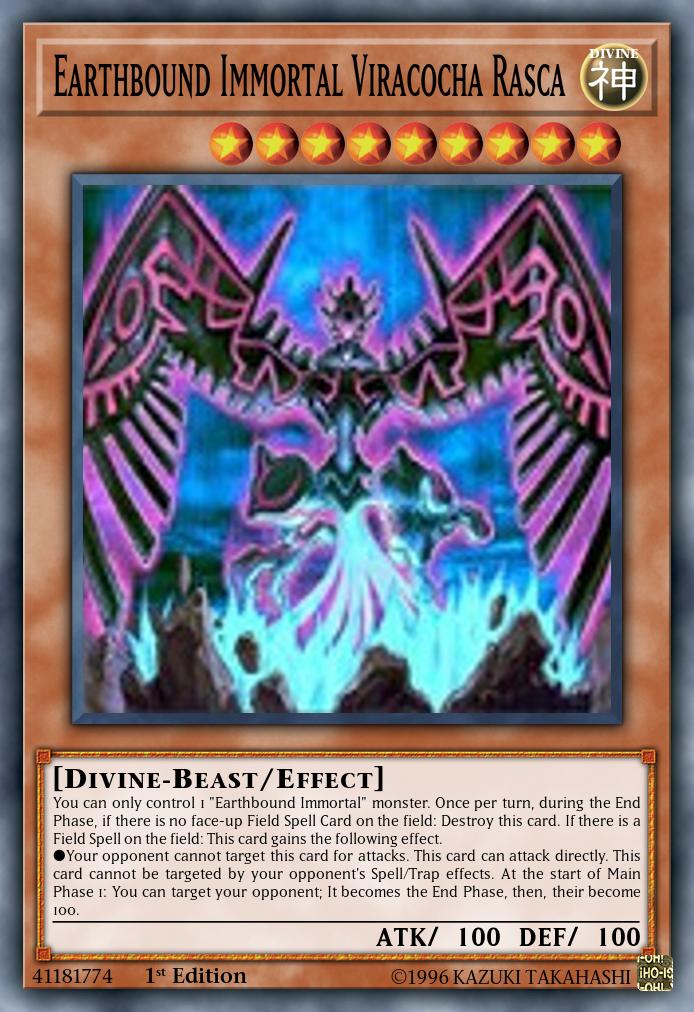 Earthbound Immortal Viracocha Rasca
DIVINE
神
[Divine-Beast/Effect]
You can only control 1 "Earthbound Immortal" monster. Once per turn, during the End
Phase, if there is no face-up Field Spell Card on the field: Destroy this card. If there is a
Field Spell on the field: This card gains the following effect.
●Your opponent cannot target this card for attacks. This card can attack directly. This
card cannot be targeted by your opponent's Spell/Trap effects. At the start of Main
Phase 1: You can target your opponent; It becomes the End Phase, then, their become
100.
ATK/ 100 DEF/ 100
41181774 1st Edition ©1996 KAZUKI TAKAHASHI